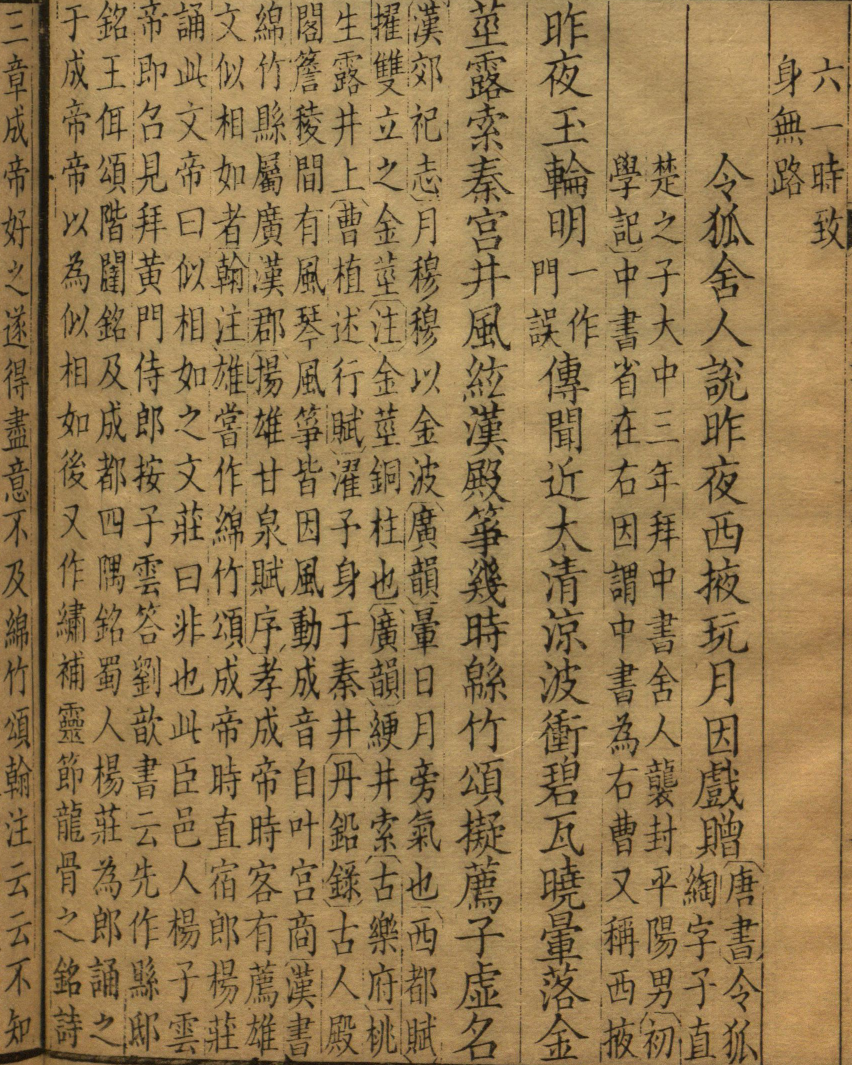 六一時致
身無路
令狐舍人說昨夜西掖玩月因戲贈唐書令狐
綯字子直
楚之子大中三年拜中書舍人襲封平陽男初
學記中書省在右因謂中書為右曹又稱西掖
昨夜玉輪明一作
門誤傳聞近太清涼波衝碧瓦曉暈落金
莖露索秦宮井風絃漢殿箏幾時緜竹頌擬薦子虛名
漢郊祀志月穆穆以金波廣韻暈日月旁氣也西都賦
擢雙立之金莖注金莖銅柱也廣韻綆井索古樂府桃
生露井上曹植述行賦濯予身于秦井丹鉛錄古人殿
閣簷稜間有風琴風箏皆因風動成音自叶宮商漢書
綿竹縣屬廣漢郡揚雄甘泉賦序孝成帝時客有薦雄
文似相如者翰注雄嘗作綿竹頌成帝時直宿郎楊莊
誦此文帝曰似相如之文莊曰非也此臣邑人楊子雲
帝即召見拜黃門侍郎按子雲答劉歆書云先作縣邸
銘王佴頌階闥銘及成都四隅銘蜀人楊莊為郎誦之
于成帝帝以為似相如後又作繡補靈節龍骨之銘詩
三章成帝好之遂得盡意不及綿竹頌翰注云云不知